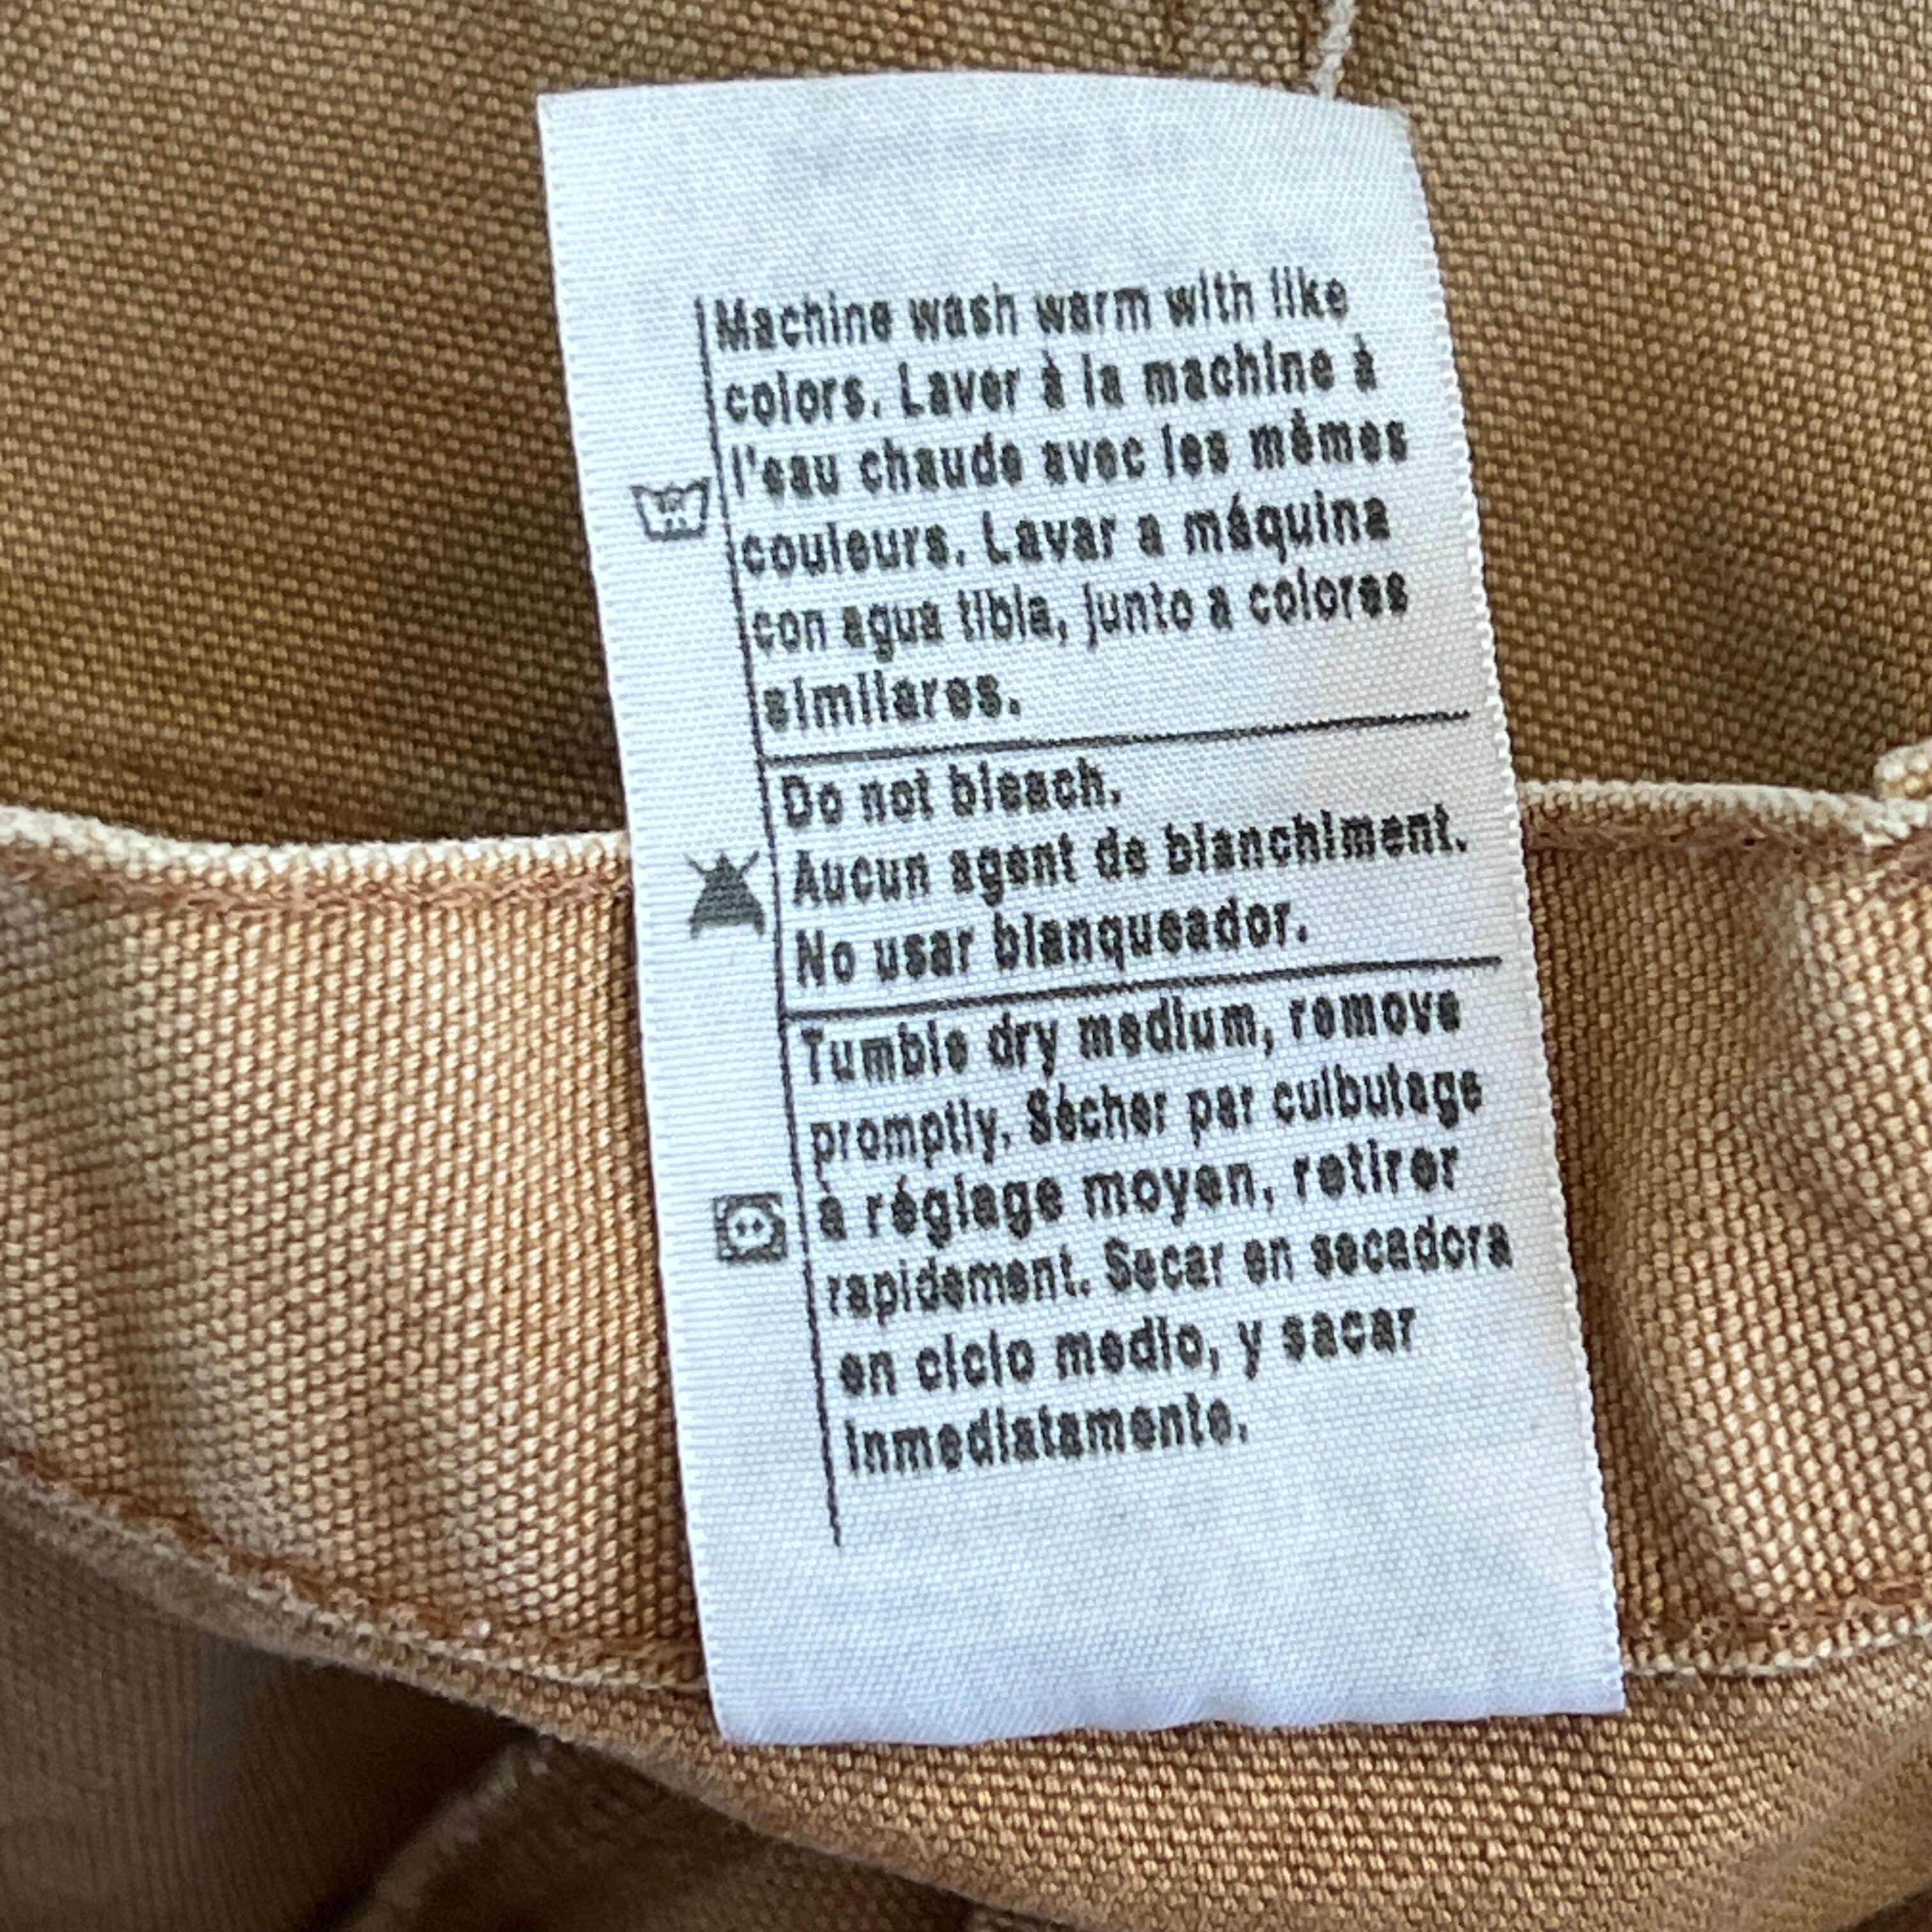 Machine wash warm with like
colors. Laver à la machine à
l'eau chaude avec les mêmes
couleurs. Lavar a máquina
con agua tibia, junto a colores
similares.
Do not bleach.
Aucun agent de blanchiment.
No usar blanqueador.
Tumble dry medium, remove
promptly. Sécher par culbutage
à réglage moyen, retirer
rapidement. Secar en secadora
en ciclo medio, y sacar
inmediatamente.